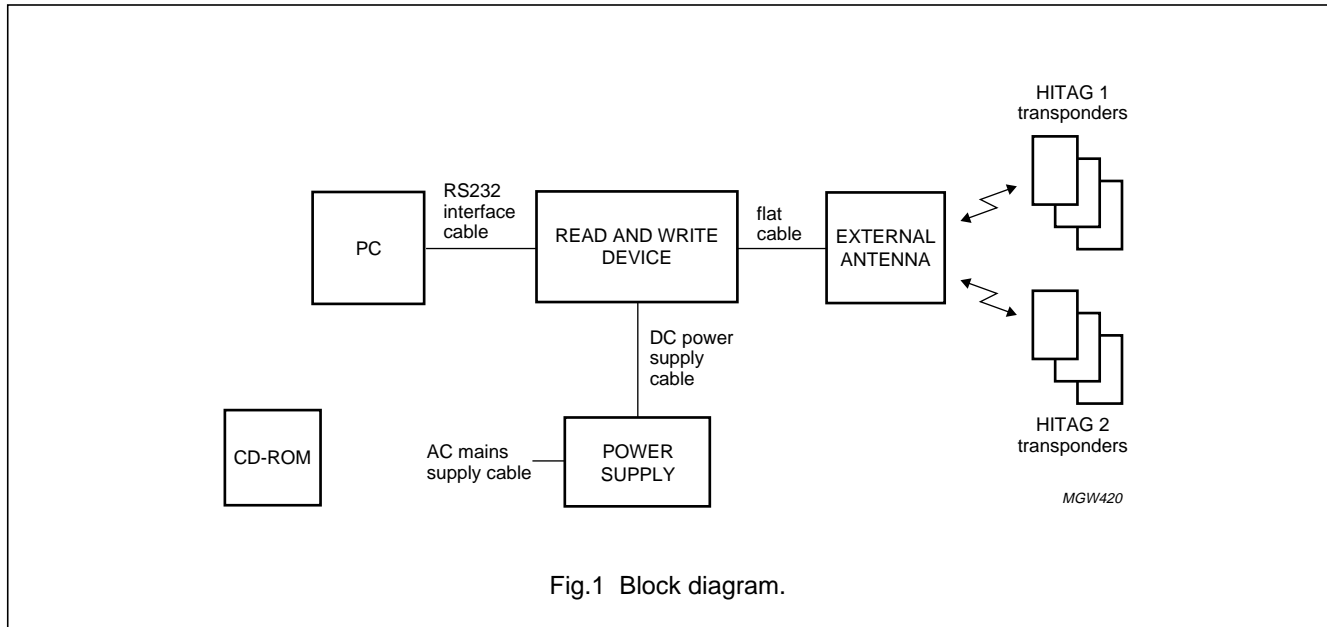 HITAG 1
transponders
RS232
interface
cable
flat
cable
PC
READ AND WRITE
DEVICE
EXTERNAL
ANTENNA
DC power
supply
cable
HITAG 2
transponders
CD-ROM
AC mains
supply cable
POWER
SUPPLY
MGW420
Fig.1 Block diagram.